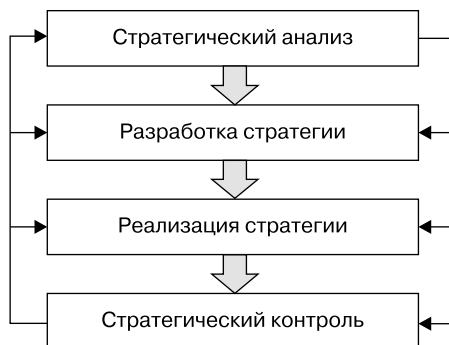 Стратегический анализ
Разработка стратегии
Реализация стратегии
Стратегический контроль